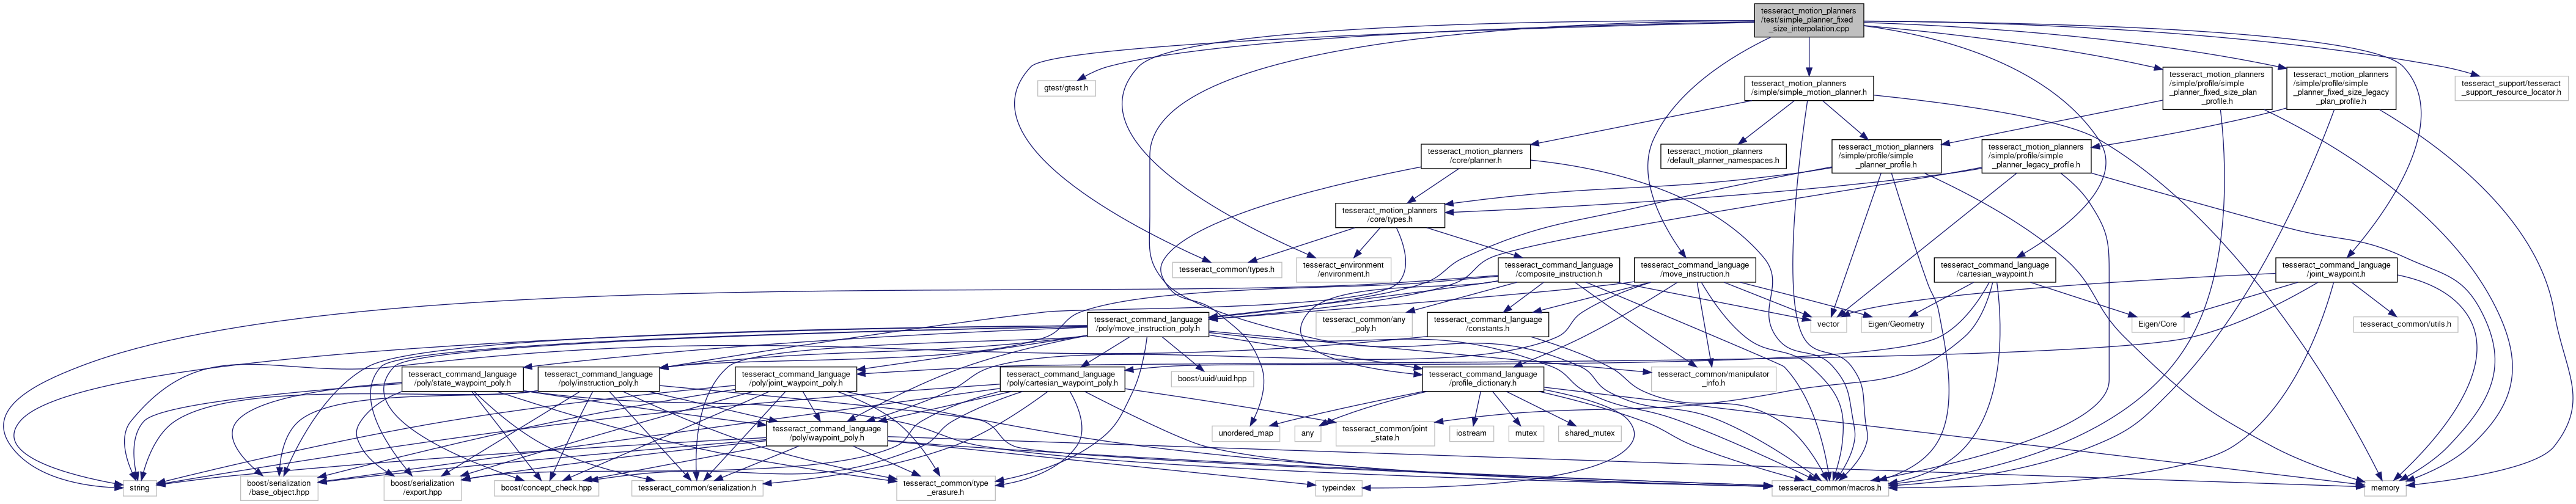 tesseract_motion_planners
/test/simple_planner_fixed
_size_interpolation.cpp
gtest/gtest.h
tesseract_motion_planners
/simple/simple_motion_planner.h
tesseract_motion_planners
/simple/profile/simple
_planner_fixed_size_plan
_profile.h
tesseract_motion_planners
/simple/profile/simple
_planner_fixed_size_legacy
_plan_profile.h
tesseract_support/tesseract
_support_resource_locator.h
tesseract_motion_planners
/core/planner.h
tesseract_motion_planners
/default_planner_namespaces.h
tesseract_motion_planners
/simple/profile/simple
_planner_profile.h
tesseract_motion_planners
/simple/profile/simple
_planner_legacy_profile.h
tesseract_motion_planners
/core/types.h
tesseract_common/types.h
tesseract_environment
/environment.h
tesseract_command_language
/composite_instruction.h
tesseract_command_language
/move_instruction.h
tesseract_command_language
/cartesian_waypoint.h
tesseract_command_language
/joint_waypoint.h
tesseract_command_language
/poly/move_instruction_poly.h
tesseract_common/any
_poly.h
tesseract_command_language
/constants.h
vector
Eigen/Geometry
Eigen/Core
tesseract_common/utils.h
tesseract_command_language
/poly/state_waypoint_poly.h
tesseract_command_language
/poly/instruction_poly.h
tesseract_command_language
/poly/joint_waypoint_poly.h
tesseract_command_language
/poly/cartesian_waypoint_poly.h
boost/uuid/uuid.hpp
tesseract_command_language
/profile_dictionary.h
tesseract_common/manipulator
_info.h
tesseract_command_language
/poly/waypoint_poly.h
unordered_map
any
tesseract_common/joint
_state.h
iostream
mutex
shared_mutex
string
boost/serialization
/base_object.hpp
boost/serialization
/export.hpp
boost/concept_check.hpp
tesseract_common/serialization.h
tesseract_common/type
_erasure.h
typeindex
tesseract_common/macros.h
memory